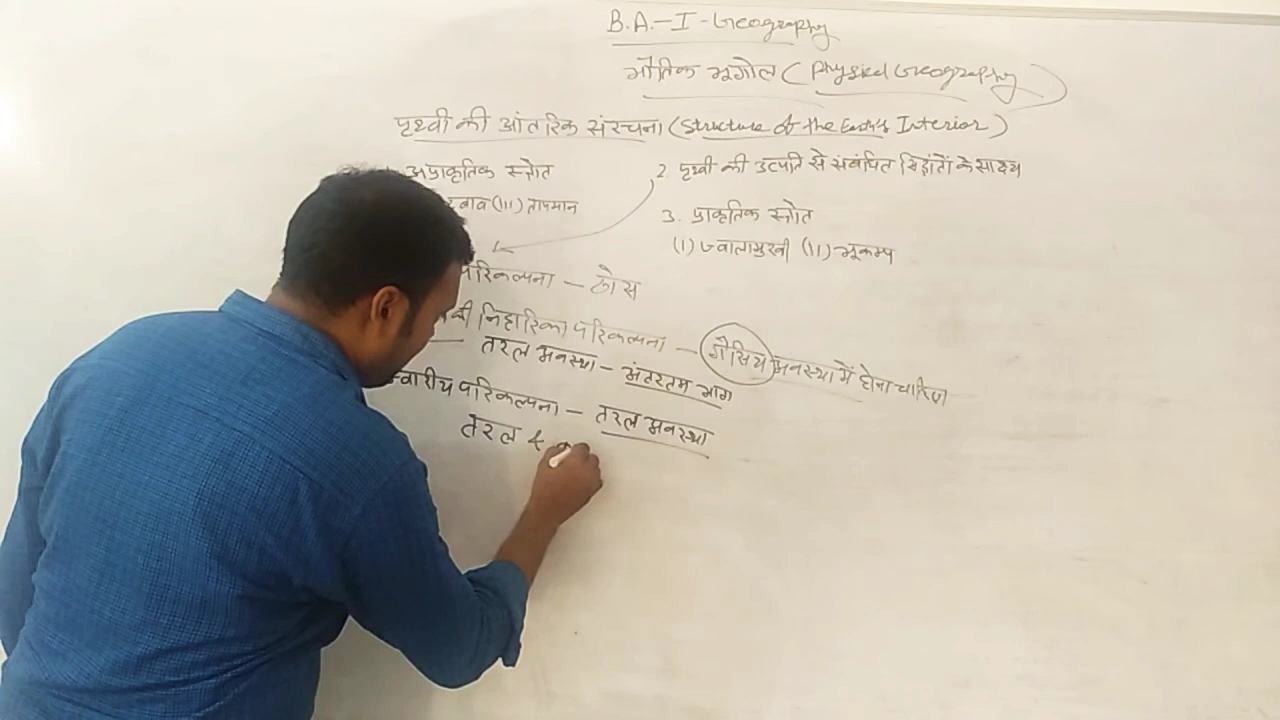 B.A.-I-Geography
भौतिक भूगोल (Physical Geography)
पृथ्वी की आंतरिक संरचना (Structure of the Earth's Interior)
अप्राकृतिक स्त्रोत
(III) तापमान
2. पृथ्वी की उत्पति से संबंधित सिद्धांतों के साक्ष्य
3. प्राकृतिक स्त्रोत
(I) ज्वालामुखी (II) भूकम्प
परिकल्पना - ठोस
की निहारिका परिकल्पना - गैसिय अवस्था में होना चाहिए
तरल अवस्था - अंतरतम भाग
ज्वारीय परिकल्पना - तरल अवस्था
तरल